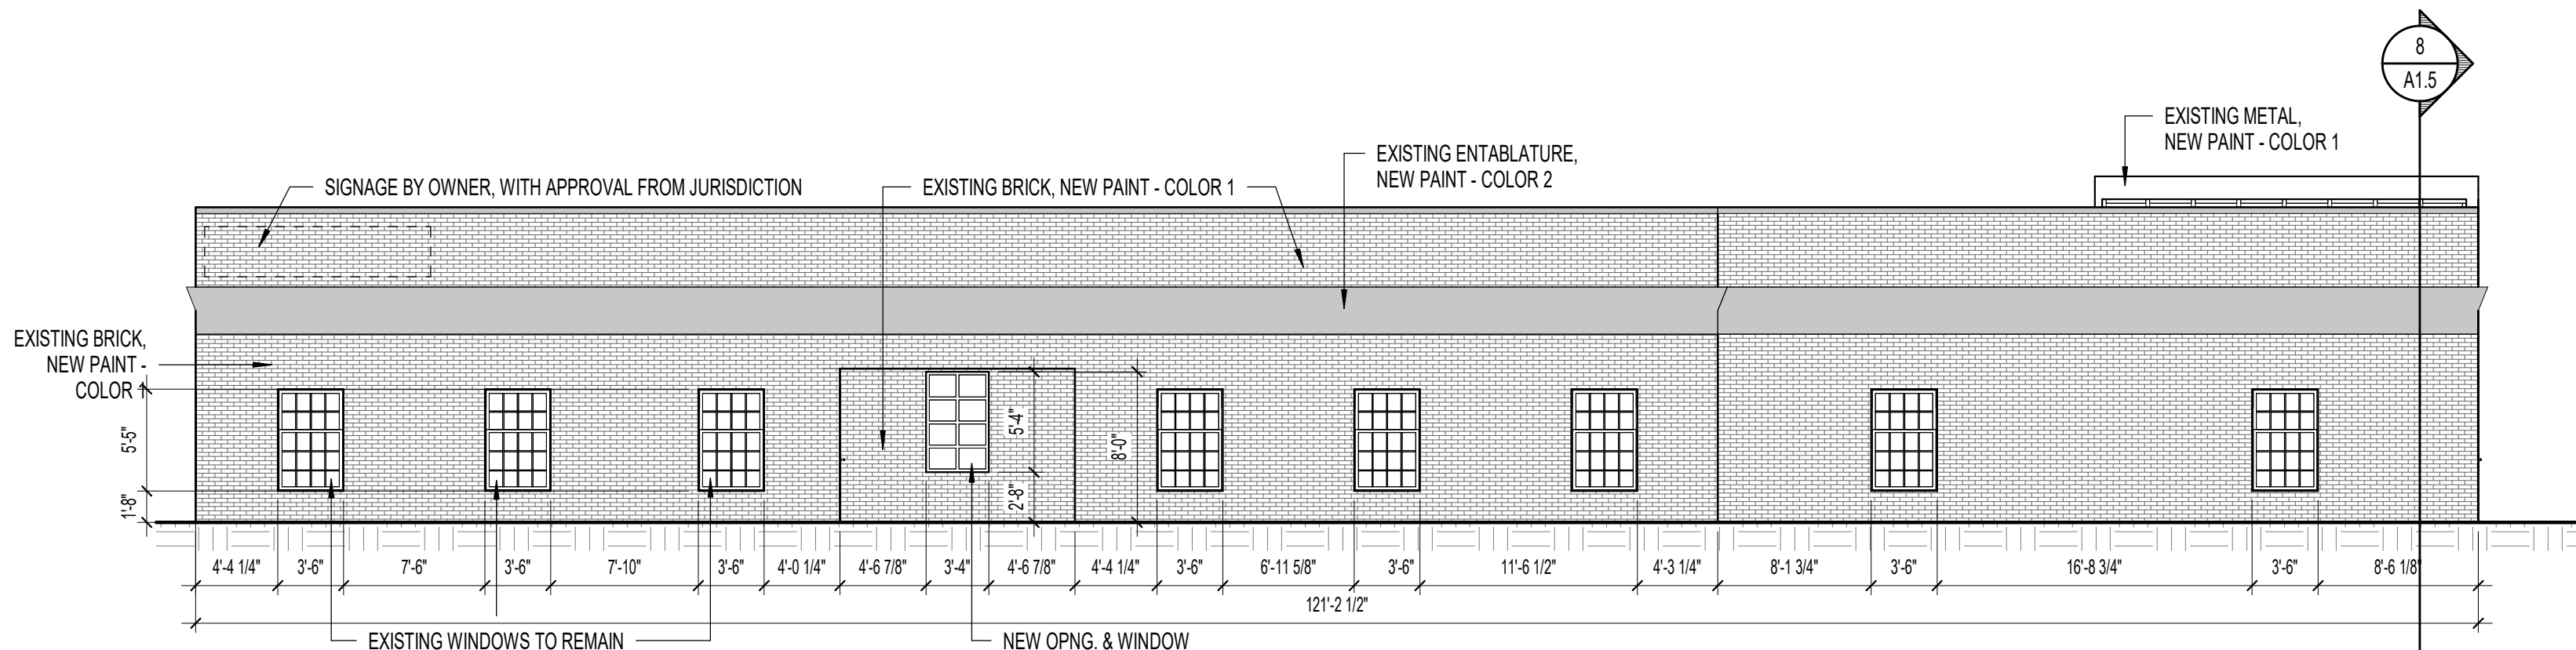 8
A1.5
EXISTING METAL,
NEW PAINT - COLOR 1
EXISTING ENTABLATURE,
NEW PAINT - COLOR 2
SIGNAGE BY OWNER, WITH APPROVAL FROM JURISDICTION
EXISTING BRICK, NEW PAINT - COLOR 1
EXISTING BRICK,
NEW PAINT -
COLOR 1
5'-5"
1'-8"
5'-4"
2'-8"
8'-0"
4'-4 1/4" 3'-6" 7'-6" 3'-6" 7'-10" 3'-6" 4'-0 1/4" 4'-6 7/8" 3'-4" 4'-6 7/8" 4'-4 1/4" 3'-6" 6'-11 5/8" 3'-6" 11'-6 1/2" 4'-3 1/4" 8'-1 3/4" 3'-6" 16'-8 3/4" 3'-6" 8'-6 1/8"
121'-2 1/2"
EXISTING WINDOWS TO REMAIN
NEW OPNG. & WINDOW